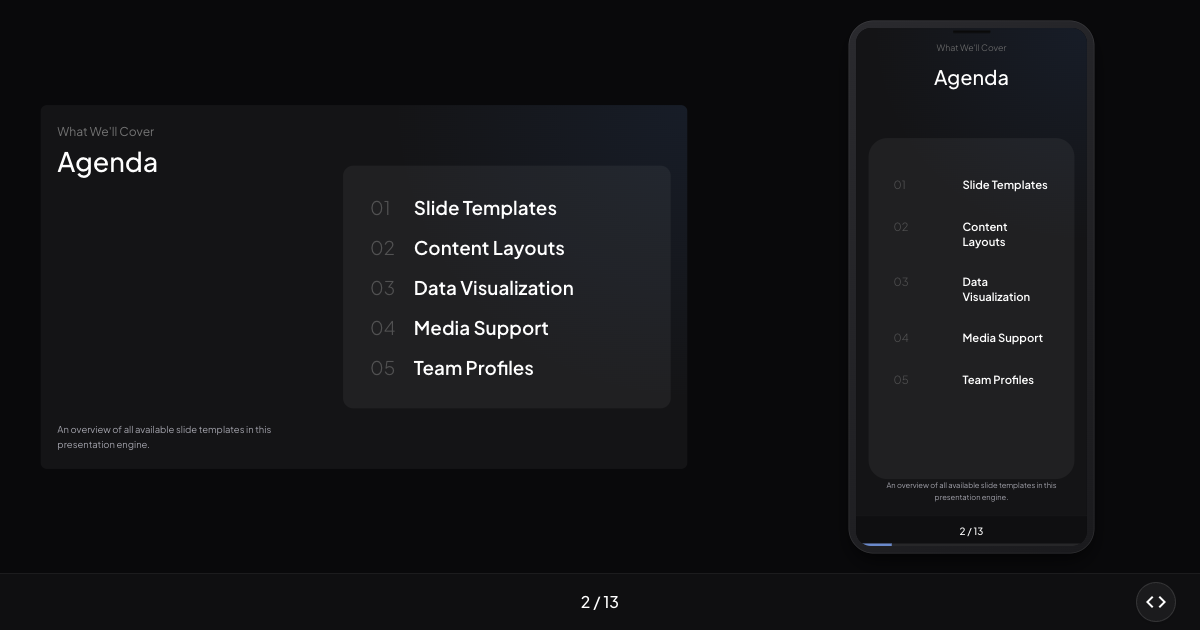 What We'll Cover
Agenda
01 Slide Templates
02 Content Layouts
03 Data Visualization
04 Media Support
05 Team Profiles
An overview of all available slide templates in this
presentation engine.
What We'll Cover
Agenda
01 Slide Templates
02 Content
Layouts
03 Data
Visualization
04 Media Support
05 Team Profiles
An overview of all available slide templates in this
presentation engine.
2 / 13
2 / 13